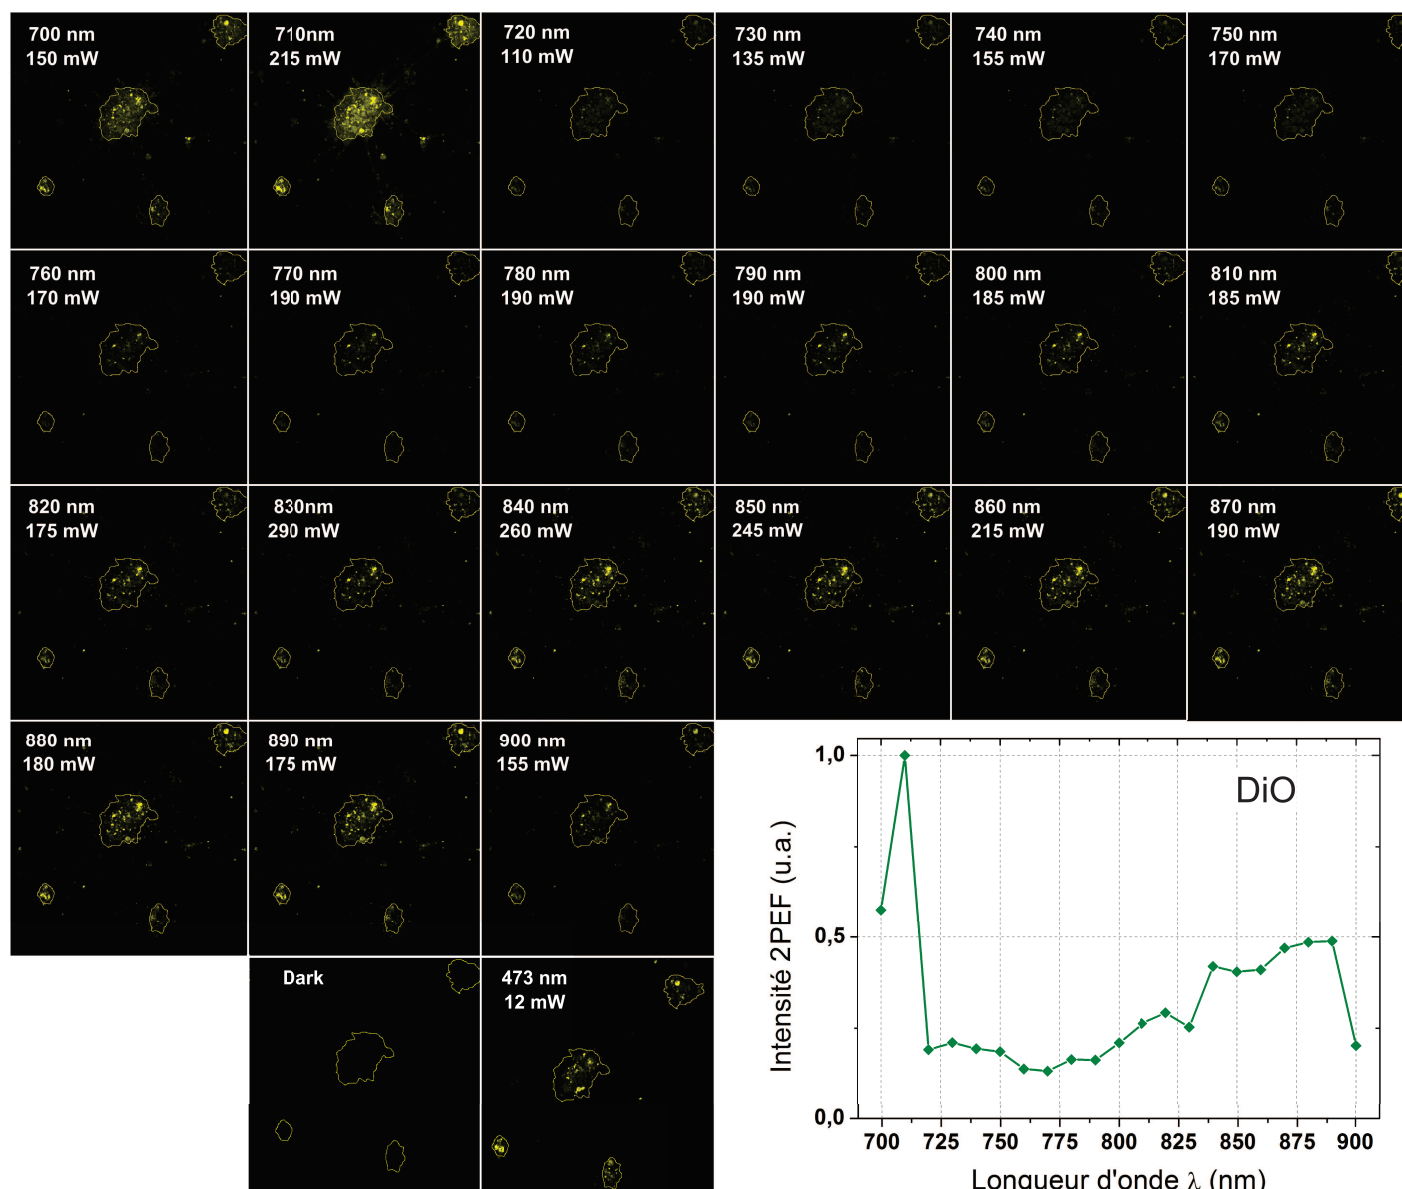 700 nm
150 mW
710nm
215 mW
720 nm
110 mW
730 nm
135 mW
740 nm
155 mW
750 nm
170 mW
760 nm
170 mW
770 nm
190 mW
780 nm
190 mW
790 nm
190 mW
800 nm
185 mW
810 nm
185 mW
820 nm
175 mW
830nm
290 mW
840 nm
260 mW
850 nm
245 mW
860 nm
215 mW
870 nm
190 mW
880 nm
180 mW
890 nm
175 mW
900 nm
155 mW
Dark
473 nm
12 mW
DiO
Intensité 2PEF (u.a.)
1,0
0,5
0,0
700 725 750 775 800 825 850 875 900
Longueur d'onde λ (nm)